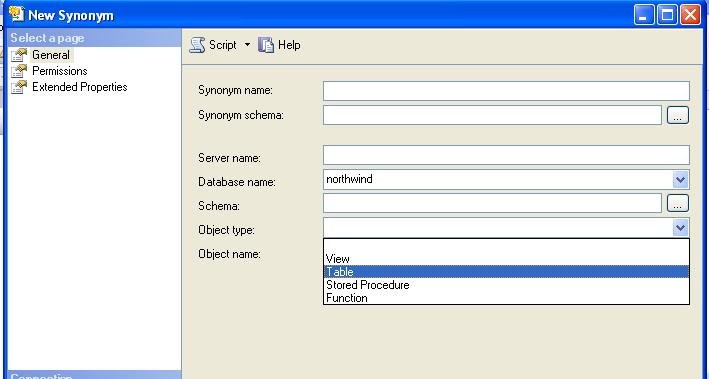 New Synonym
Select a page
General
Permissions
Extended Properties
Connection
Script
Help
Synonym name:
Synonym schema:
...
Server name:
Database name:
northwind
Schema:
...
Object type:
Object name:
View
Table
Stored Procedure
Function